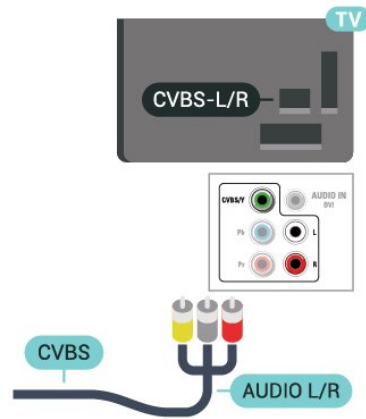 TV
CVBS-L/R
CVBS/Y
AUDIO IN
DVI
Pb
L
Pr
R
CVBS
AUDIO L/R